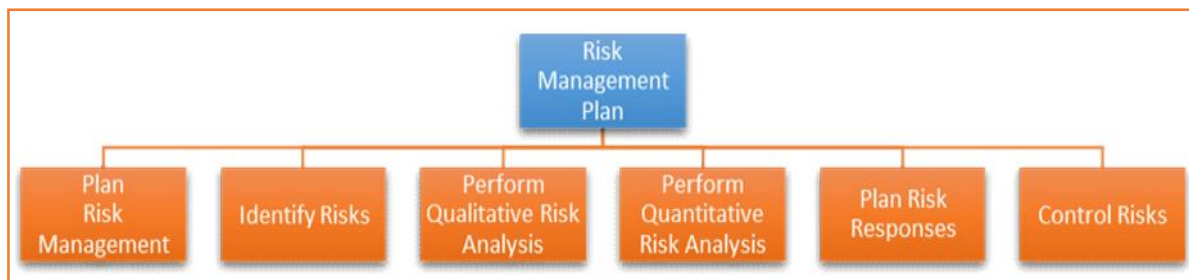 Risk
Management
Plan
Plan
Risk
Management
Identify Risks
Perform
Qualitative Risk
Analysis
Perform
Quantitative
Risk Analysis
Plan Risk
Responses
Control Risks